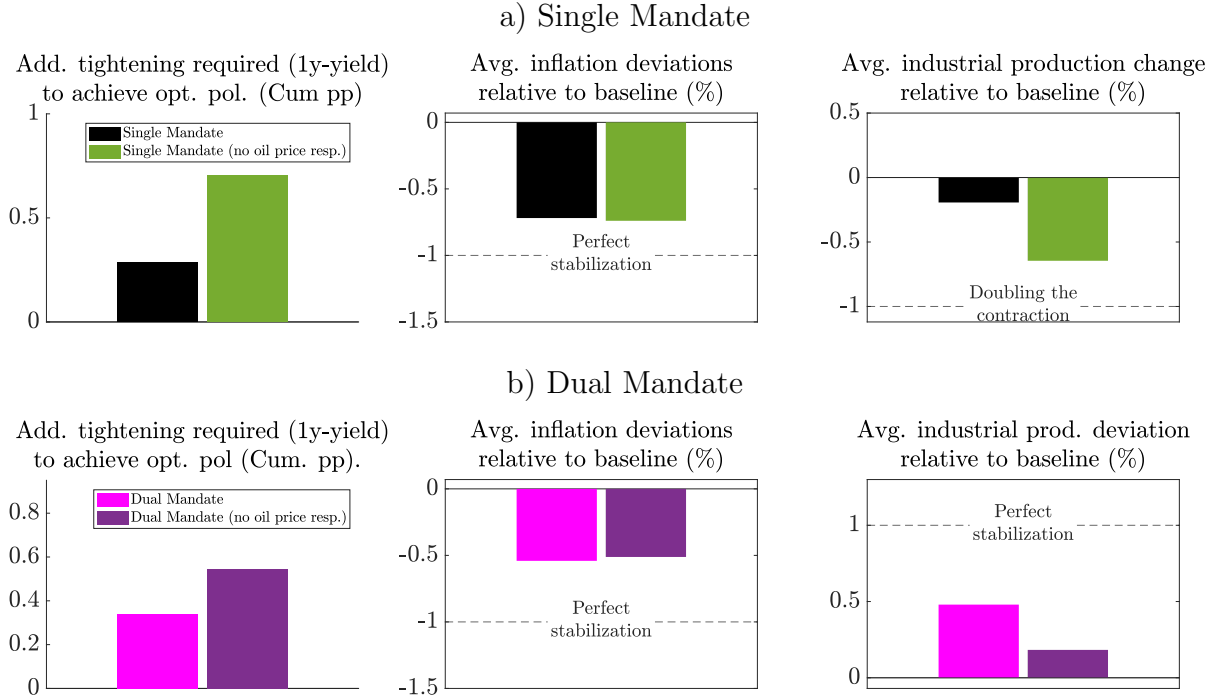 a) Single Mandate
Add. tightening required (1y-yield)
to achieve opt. pol. (Cum pp)
1
0.5
0
Single Mandate
Single Mandate (no oil price resp.)
Avg. inflation deviations
relative to baseline (%)
0
-0.5
-1
-1.5
Perfect
stabilization
Avg. industrial production change
relative to baseline (%)
0.5
0
-0.5
-1
Doubling the
contraction
b) Dual Mandate
Add. tightening required (1y-yield)
to achieve opt. pol (Cum. pp).
0.8
0.6
0.4
0.2
0
Dual Mandate
Dual Mandate (no oil price resp.)
Avg. inflation deviations
relative to baseline (%)
0
-0.5
-1
-1.5
Perfect
stabilization
Avg. industrial prod. deviation
relative to baseline (%)
1
0.5
0
Perfect
stabilization